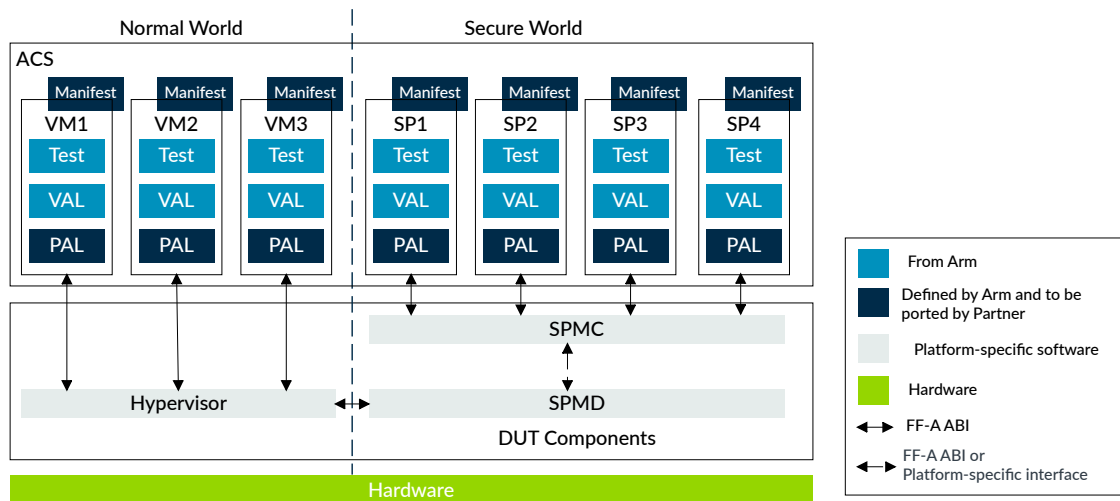 Normal World
Secure World
ACS
Manifest
Manifest
Manifest
Manifest
Manifest
Manifest
Manifest
VM1
VM2
VM3
SP1
SP2
SP3
SP4
Test
Test
Test
Test
Test
Test
Test
VAL
VAL
VAL
VAL
VAL
VAL
VAL
PAL
PAL
PAL
PAL
PAL
PAL
PAL
SPMC
Hypervisor
SPMD
DUT Components
Hardware
From Arm
Defined by Arm and to be
ported by Partner
Platform-specific software
Hardware
FF-A ABI
FF-A ABI or
Platform-specific interface